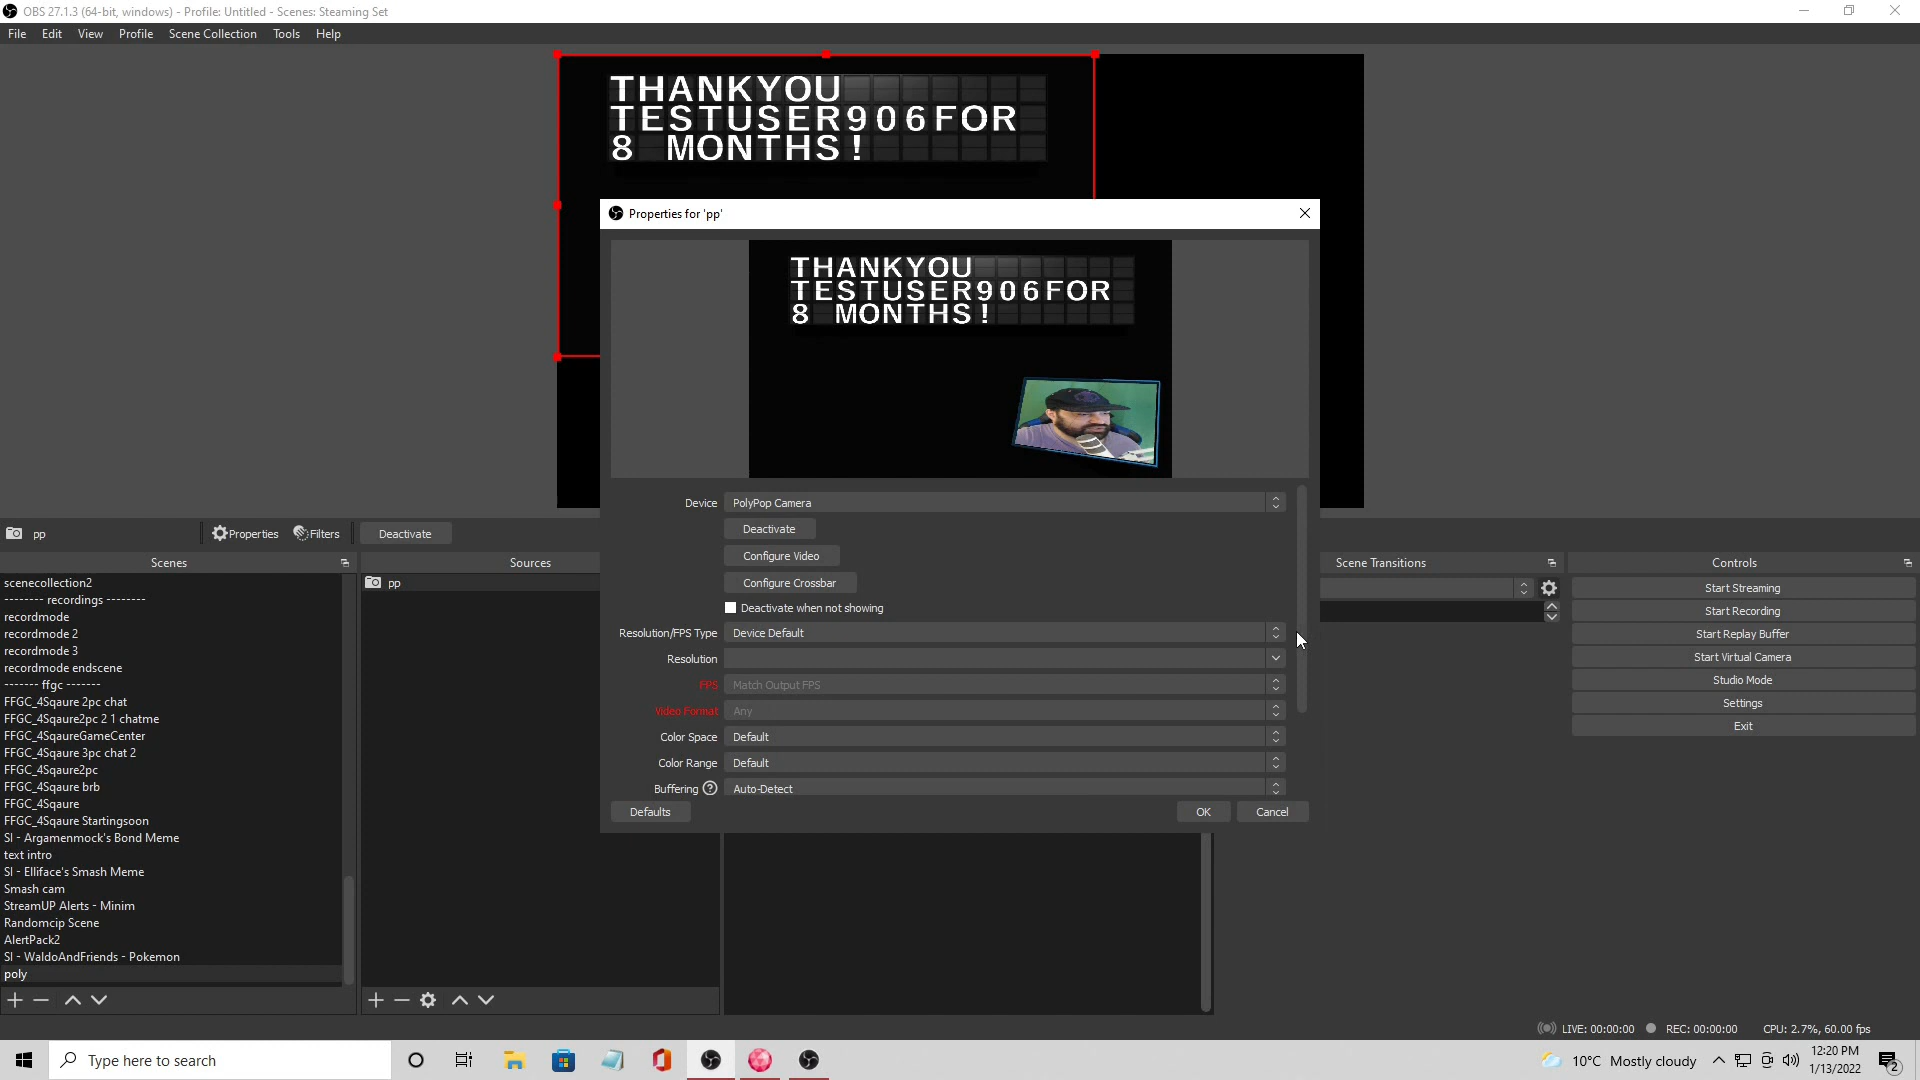 OBS 27.1.3 (64-bit, windows) - Profile: Untitled - Scenes: Steaming Set
File Edit View Profile Scene Collection Tools Help
THANKYOU
TESTUSER906FOR
8 MONTHS!
Properties for 'pp'
THANKYOU
TESTUSER906FOR
8 MONTHS!
Device PolyPop Camera
Deactivate
Configure Video
Configure Crossbar
Deactivate when not showing
Resolution/FPS Type Device Default
Resolution
FPS Match Output FPS
Video Format Any
Color Space Default
Color Range Default
Buffering ? Auto-Detect
Defaults OK Cancel
pp Properties Filters Deactivate
Scenes
scenecollection2
-------- recordings --------
recordmode
recordmode 2
recordmode 3
recordmode endscene
------- ffgc -------
FFGC_4Sqaure 2pc chat
FFGC_4Sqaure2pc 2 1 chatme
FFGC_4SqaureGameCenter
FFGC_4Sqaure 3pc chat 2
FFGC_4Sqaure2pc
FFGC_4Sqaure brb
FFGC_4Sqaure
FFGC_4Sqaure Startingsoon
SI - Argamenmock's Bond Meme
text intro
SI - Elliface's Smash Meme
Smash cam
StreamUP Alerts - Minim
Randomcip Scene
AlertPack2
SI - WaldoAndFriends - Pokemon
poly
Sources
pp
Scene Transitions
Controls
Start Streaming
Start Recording
Start Replay Buffer
Start Virtual Camera
Studio Mode
Settings
Exit
LIVE: 00:00:00 REC: 00:00:00 CPU: 2.7%, 60.00 fps
Type here to search
10°C Mostly cloudy
12:20 PM
1/13/2022
2